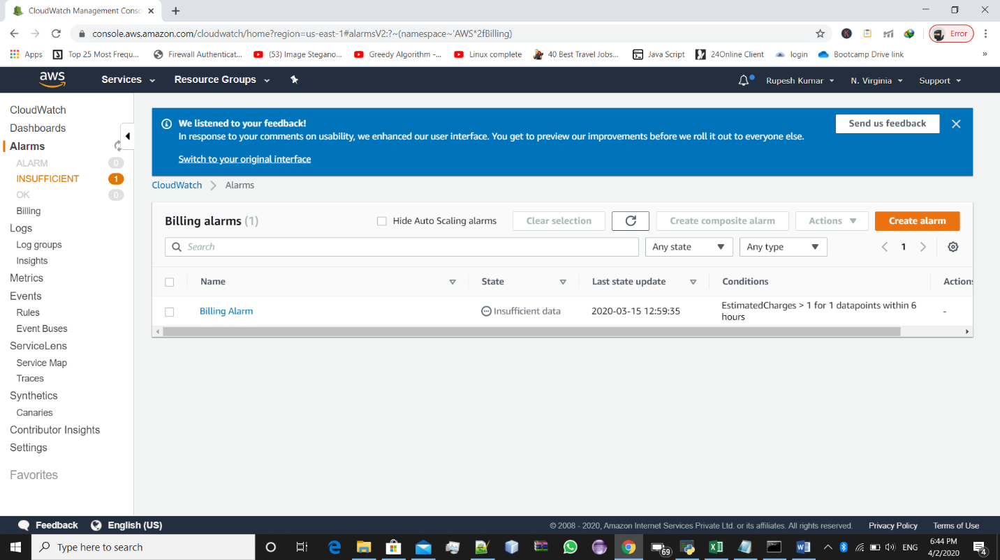 CloudWatch Management Conso
console.aws.amazon.com/cloudwatch/home?region=us-east-1#alarmsV2:?~(namespace~'AWS*2fBilling)
Error
Apps
Top 25 Most Frequ...
Firewall Authenticat...
(53) Image Stegano...
Greedy Algorithm -...
Linux complete
40 Best Travel Jobs...
Java Script
24Online Client
login
Bootcamp Drive link
»
aws
Services
Resource Groups
Rupesh Kumar
N. Virginia
Support
CloudWatch
Dashboards
Alarms
ALARM 0
INSUFFICIENT 1
OK 0
Billing
Logs
Log groups
Insights
Metrics
Events
Rules
Event Buses
ServiceLens
Service Map
Traces
Synthetics
Canaries
Contributor Insights
Settings
Favorites
We listened to your feedback!
In response to your comments on usability, we enhanced our user interface. You get to preview our improvements before we roll it out to everyone else.
Switch to your original interface
Send us feedback
CloudWatch
Alarms
Billing alarms (1)
Hide Auto Scaling alarms
Clear selection
Create composite alarm
Actions
Create alarm
Search
Any state
Any type
1
Name
State
Last state update
Conditions
Actions
Billing Alarm
Insufficient data
2020-03-15 12:59:35
EstimatedCharges > 1 for 1 datapoints within 6
hours
-
Feedback
English (US)
© 2008 - 2020, Amazon Internet Services Private Ltd. or its affiliates. All rights reserved.
Privacy Policy
Terms of Use
Type here to search
69
ENG
6:44 PM
4/2/2020
4